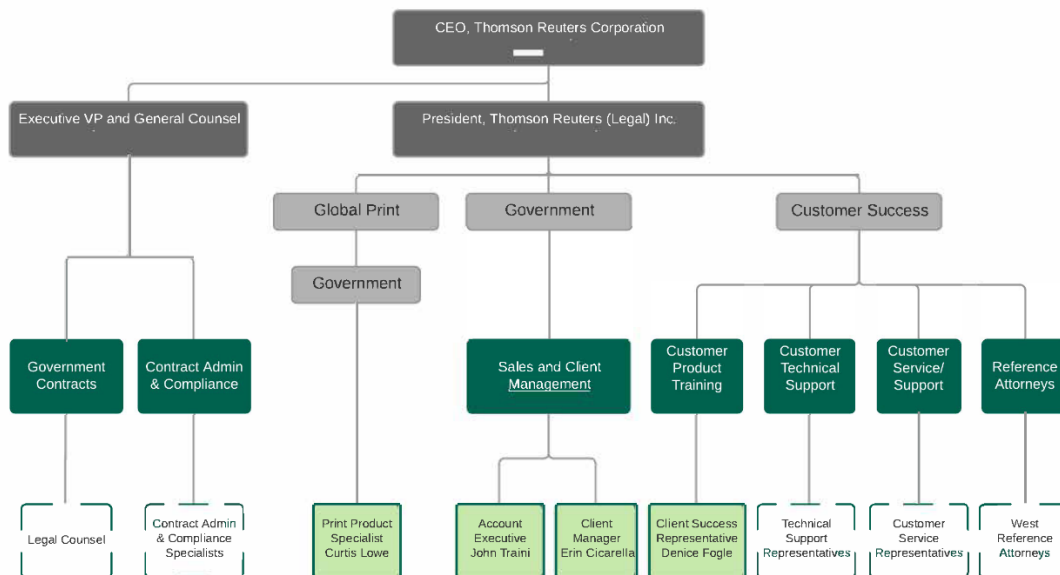 CEO, Thomson Reuters Corporation
Executive VP and General Counsel
President, Thomson Reuters (Legal) Inc.
Global Print
Government
Customer Success
Government
Government
Contracts
Contract Admin
& Compliance
Sales and Client
Management
Customer
Product
Training
Customer
Technical
Support
Customer
Service/
Support
Reference
Attorneys
Legal Counsel
Contract Admin
& Compliance
Specialists
Print Product
Specialist
Curtis Lowe
Account
Executive
John Traini
Client
Manager
Erin Cicarella
Client Success
Representative
Denice Fogle
Technical
Support
Representatives
Customer
Service
Representatives
West
Reference
Attorneys